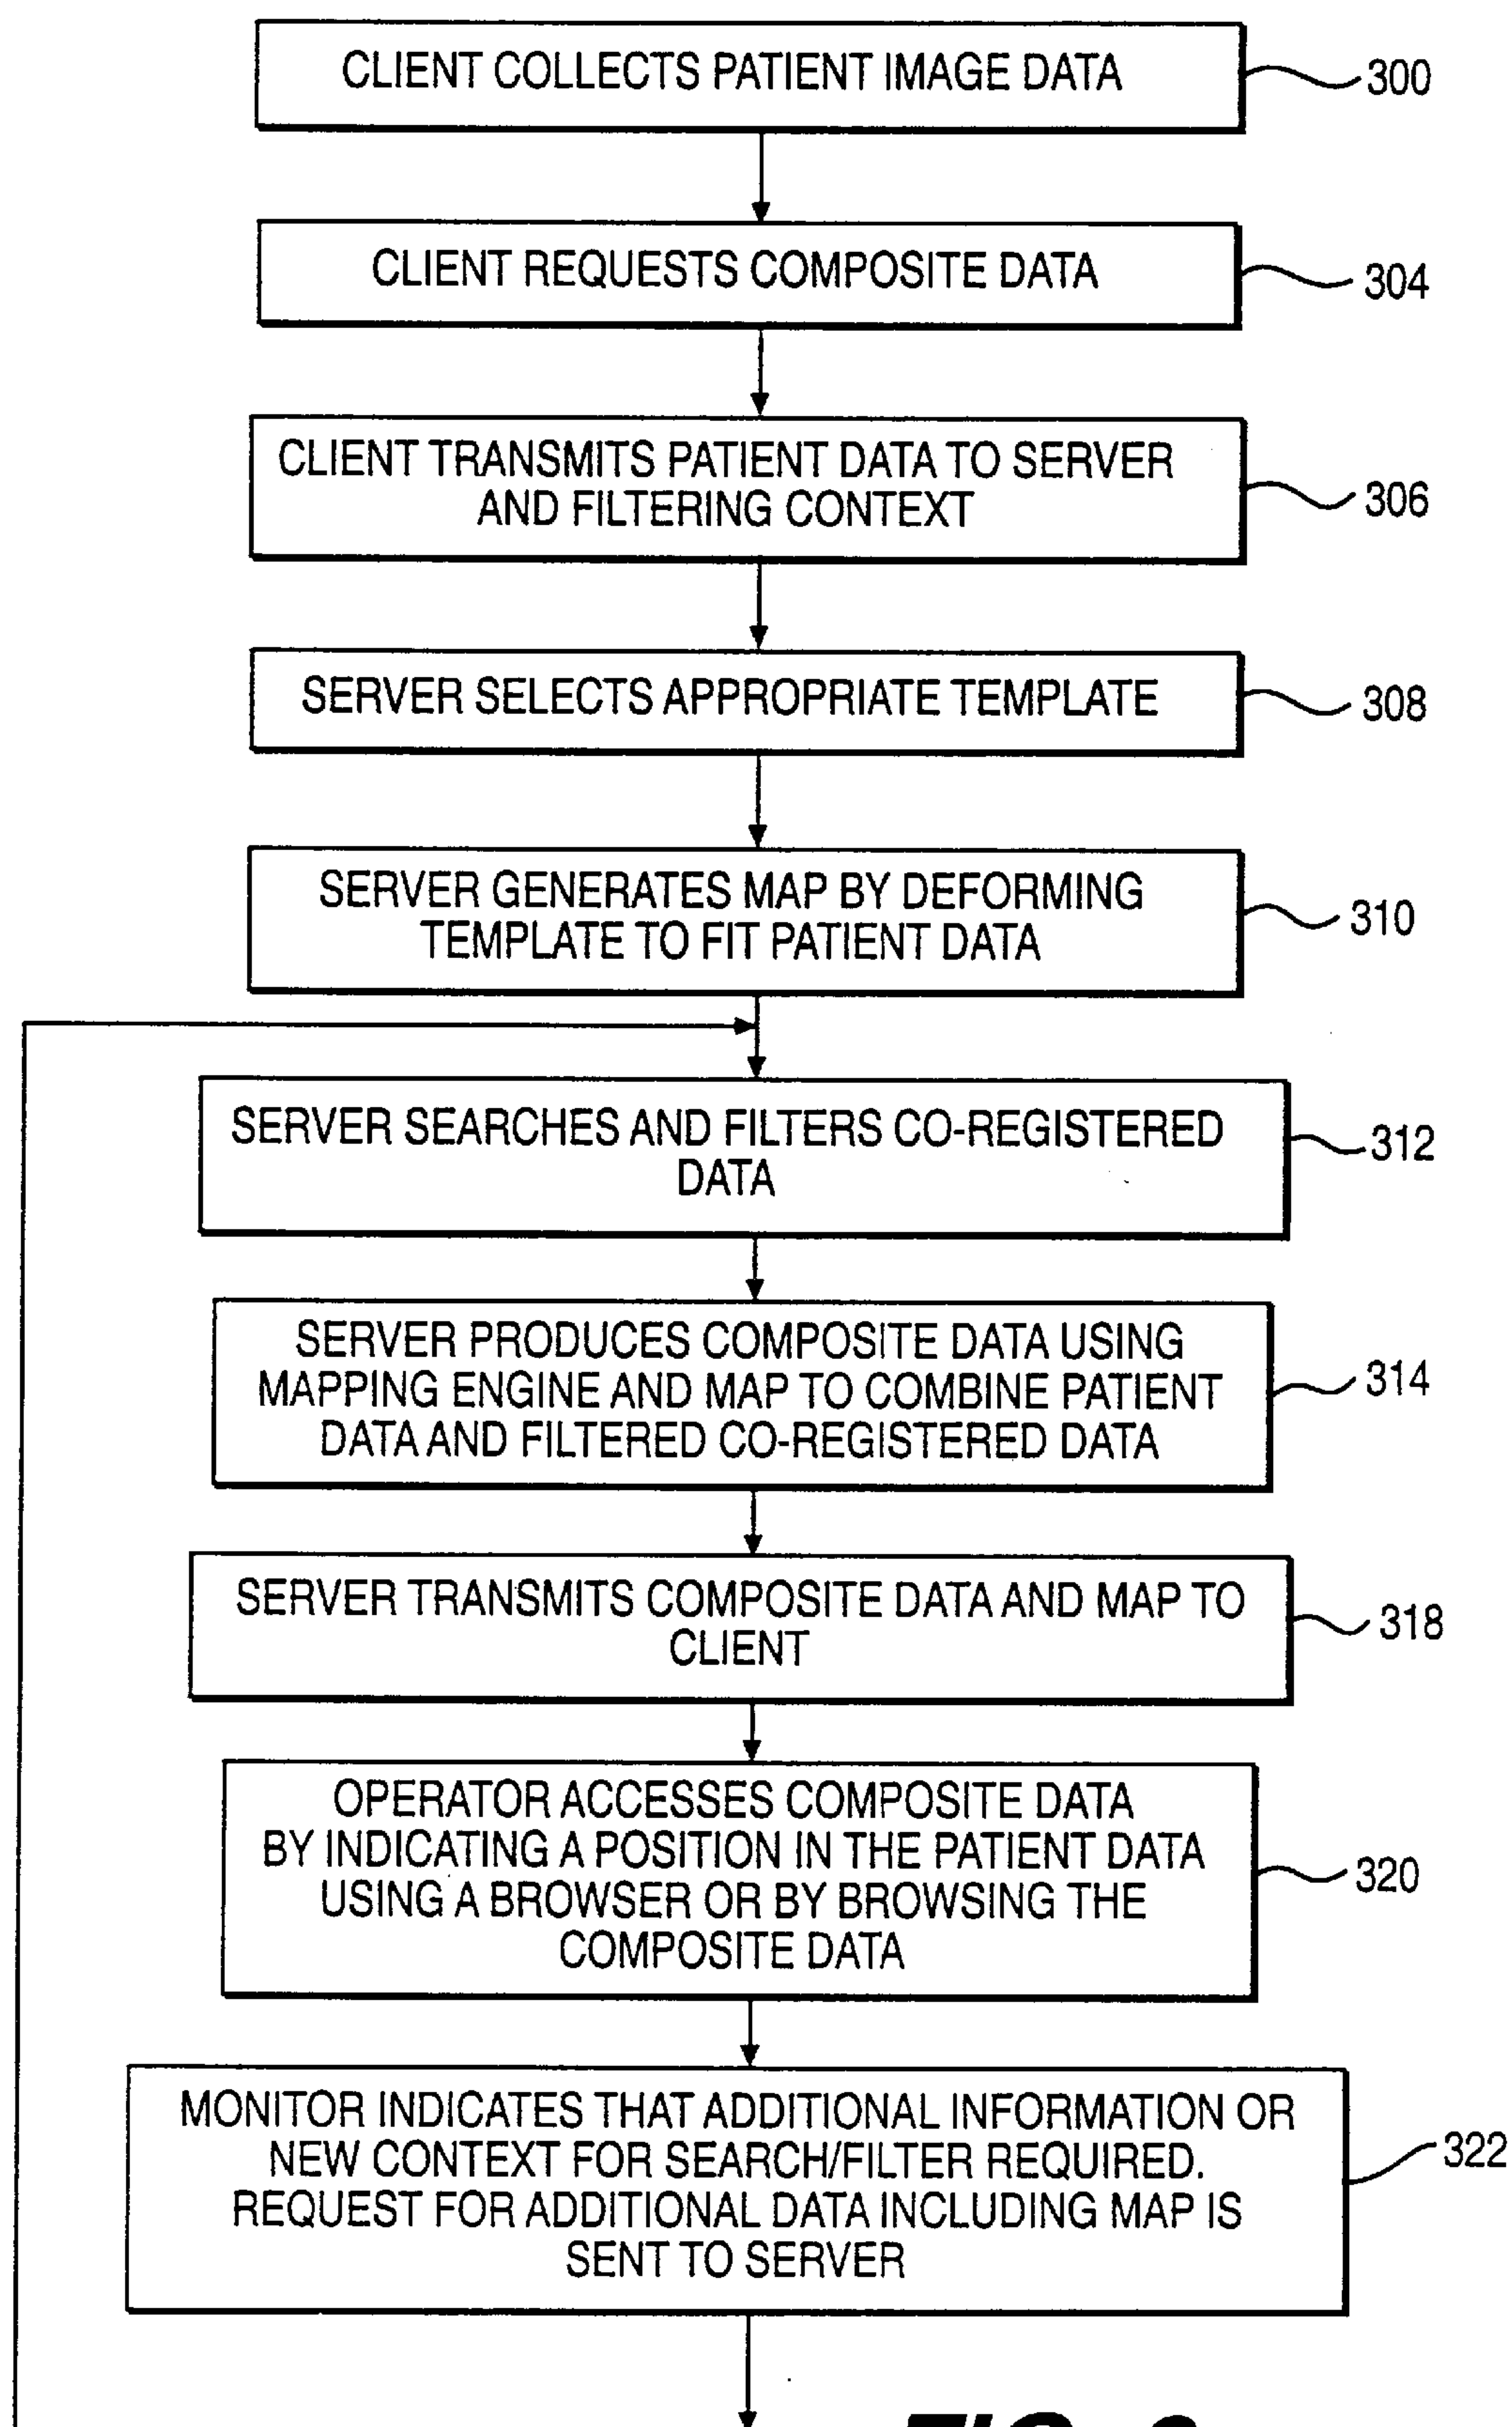 CLIENT COLLECTS PATIENT IMAGE DATA
300
CLIENT REQUESTS COMPOSITE DATA
304
CLIENT TRANSMITS PATIENT DATA TO SERVER
AND FILTERING CONTEXT
306
SERVER SELECTS APPROPRIATE TEMPLATE
308
SERVER GENERATES MAP BY DEFORMING
TEMPLATE TO FIT PATIENT DATA
310
SERVER SEARCHES AND FILTERS CO-REGISTERED
DATA
312
SERVER PRODUCES COMPOSITE DATA USING
MAPPING ENGINE AND MAP TO COMBINE PATIENT
DATA AND FILTERED CO-REGISTERED DATA
314
SERVER TRANSMITS COMPOSITE DATA AND MAP TO
CLIENT
318
OPERATOR ACCESSES COMPOSITE DATA
BY INDICATING A POSITION IN THE PATIENT DATA
USING A BROWSER OR BY BROWSING THE
COMPOSITE DATA
320
MONITOR INDICATES THAT ADDITIONAL INFORMATION OR
NEW CONTEXT FOR SEARCH/FILTER REQUIRED.
REQUEST FOR ADDITIONAL DATA INCLUDING MAP IS
SENT TO SERVER
322